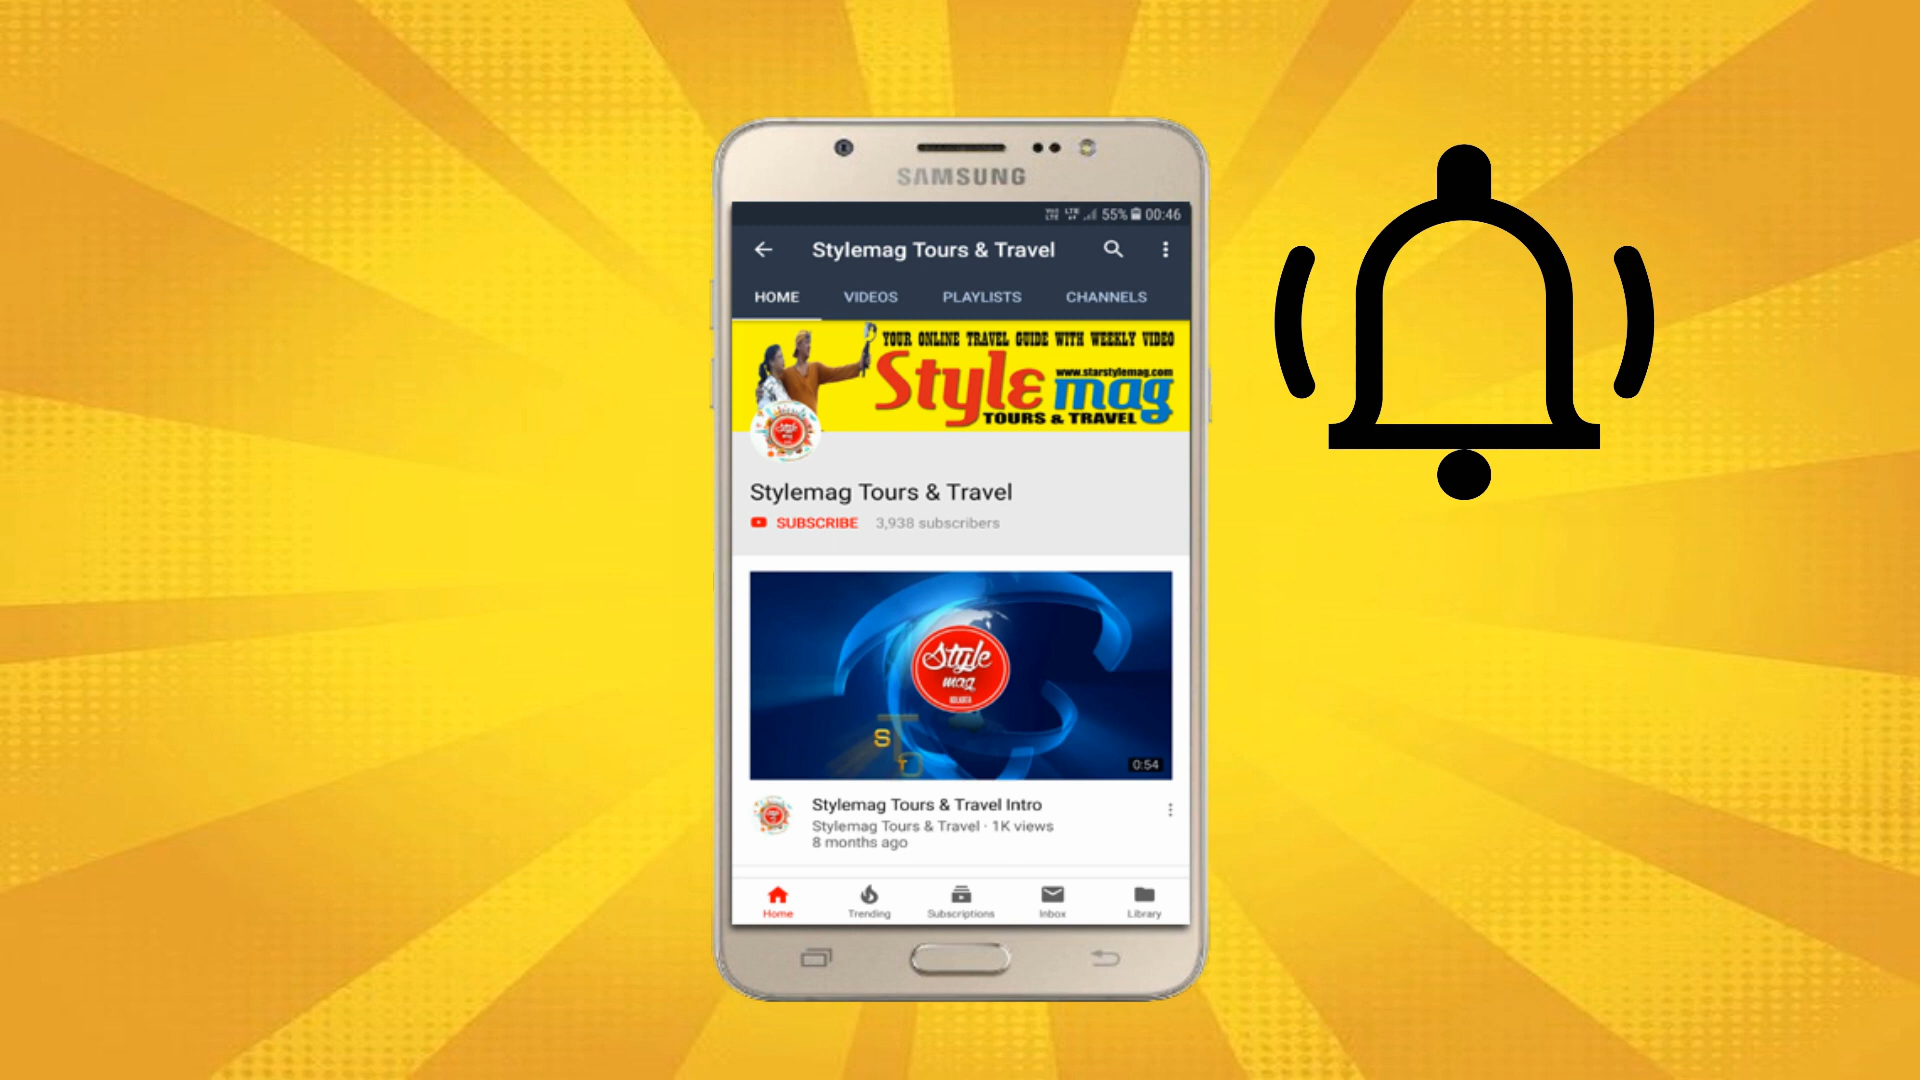 SAMSUNG
55% 00:46
Stylemag Tours & Travel
HOME VIDEOS PLAYLISTS CHANNELS
YOUR ONLINE TRAVEL GUIDE WITH WEEKLY VIDEO
www.starstylemag.com
Style mag
TOURS & TRAVEL
Stylemag Tours & Travel
SUBSCRIBE 3,938 subscribers
Style
mag
S
T
0:54
Stylemag Tours & Travel Intro
Stylemag Tours & Travel · 1K views
8 months ago
Home Trending Subscriptions Inbox Library